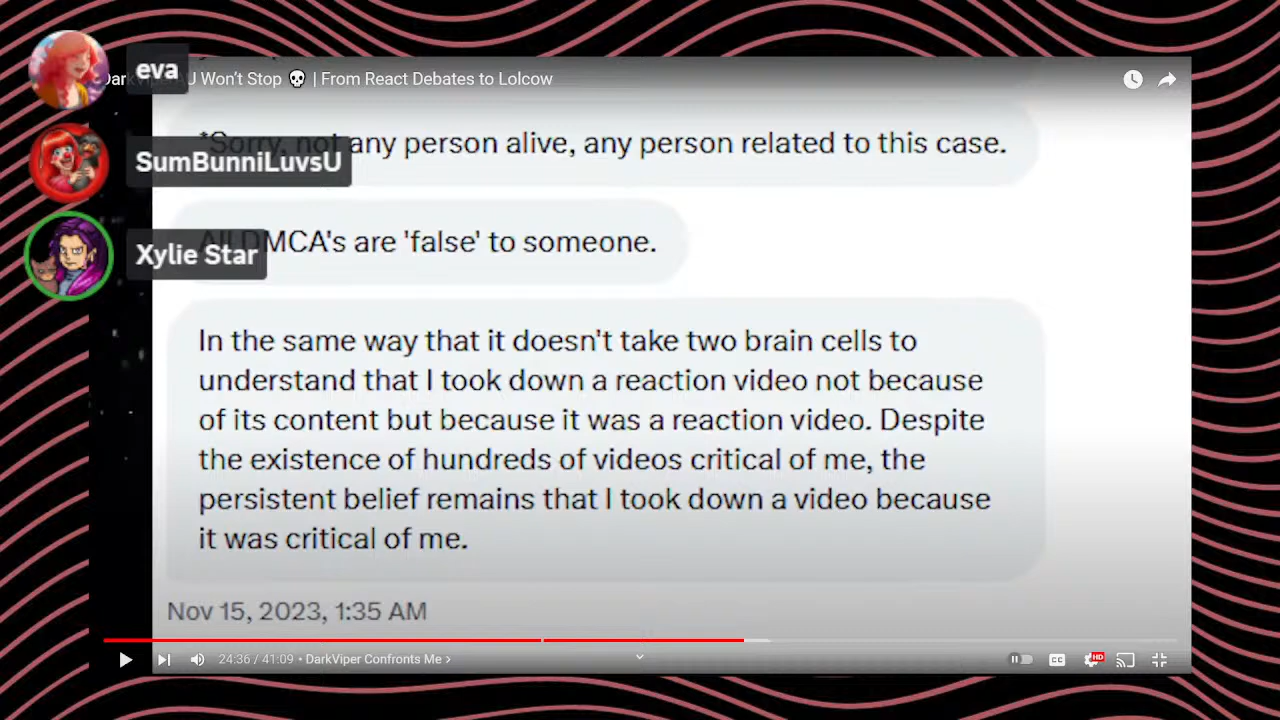 eva
SumBunniLuvsU
Xylie Star
U Won't Stop 💀 | From React Debates to Lolcow
*Sorry, not any person alive, any person related to this case.
All DMCA's are 'false' to someone.
In the same way that it doesn't take two brain cells to
understand that I took down a reaction video not because
of its content but because it was a reaction video. Despite
the existence of hundreds of videos critical of me, the
persistent belief remains that I took down a video because
it was critical of me.
Nov 15, 2023, 1:35 AM
24:36 / 41:09 • DarkViper Confronts Me >
CC
HD